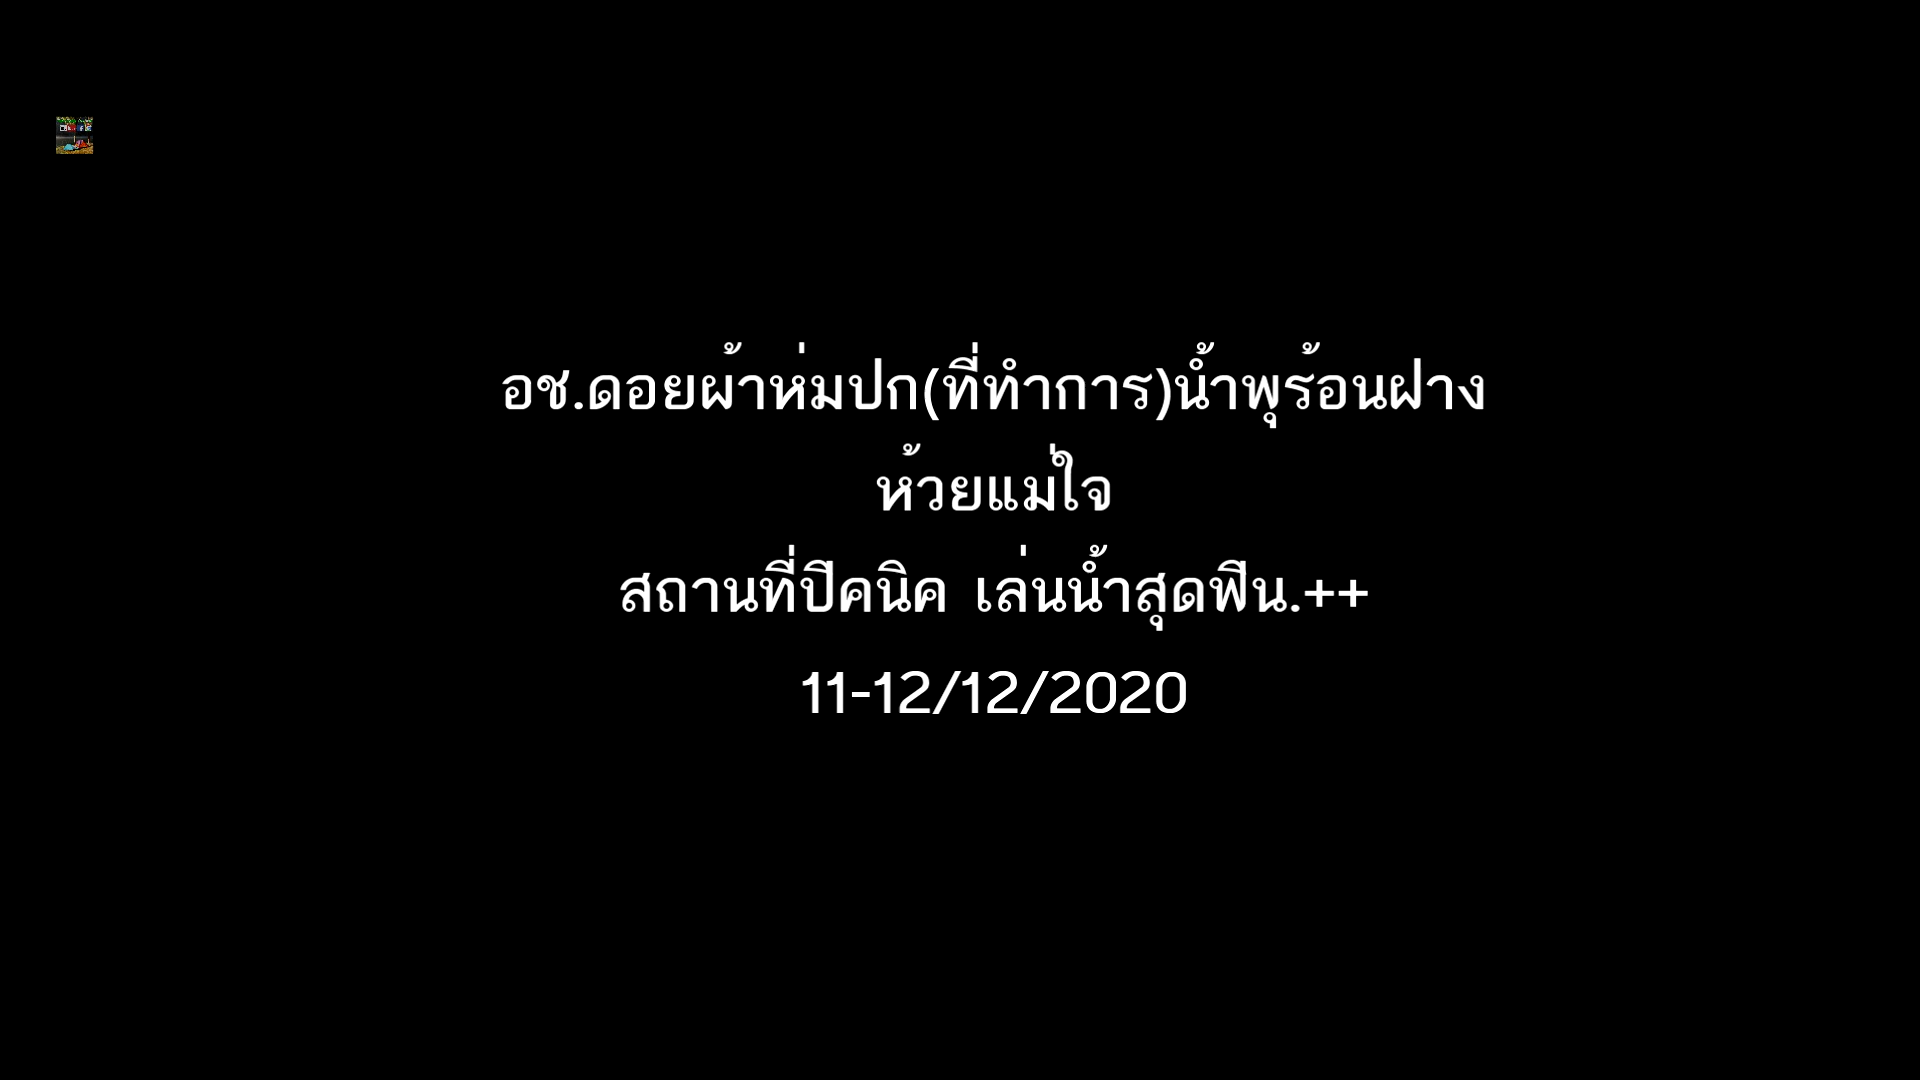 อช.ดอยผ้าห่มปก(ที่ทำการ)น้ำพุร้อนฝาง
ห้วยแม่ใจ
สถานที่ปิคนิค เล่นน้ำสุดฟิน.++
11-12/12/2020